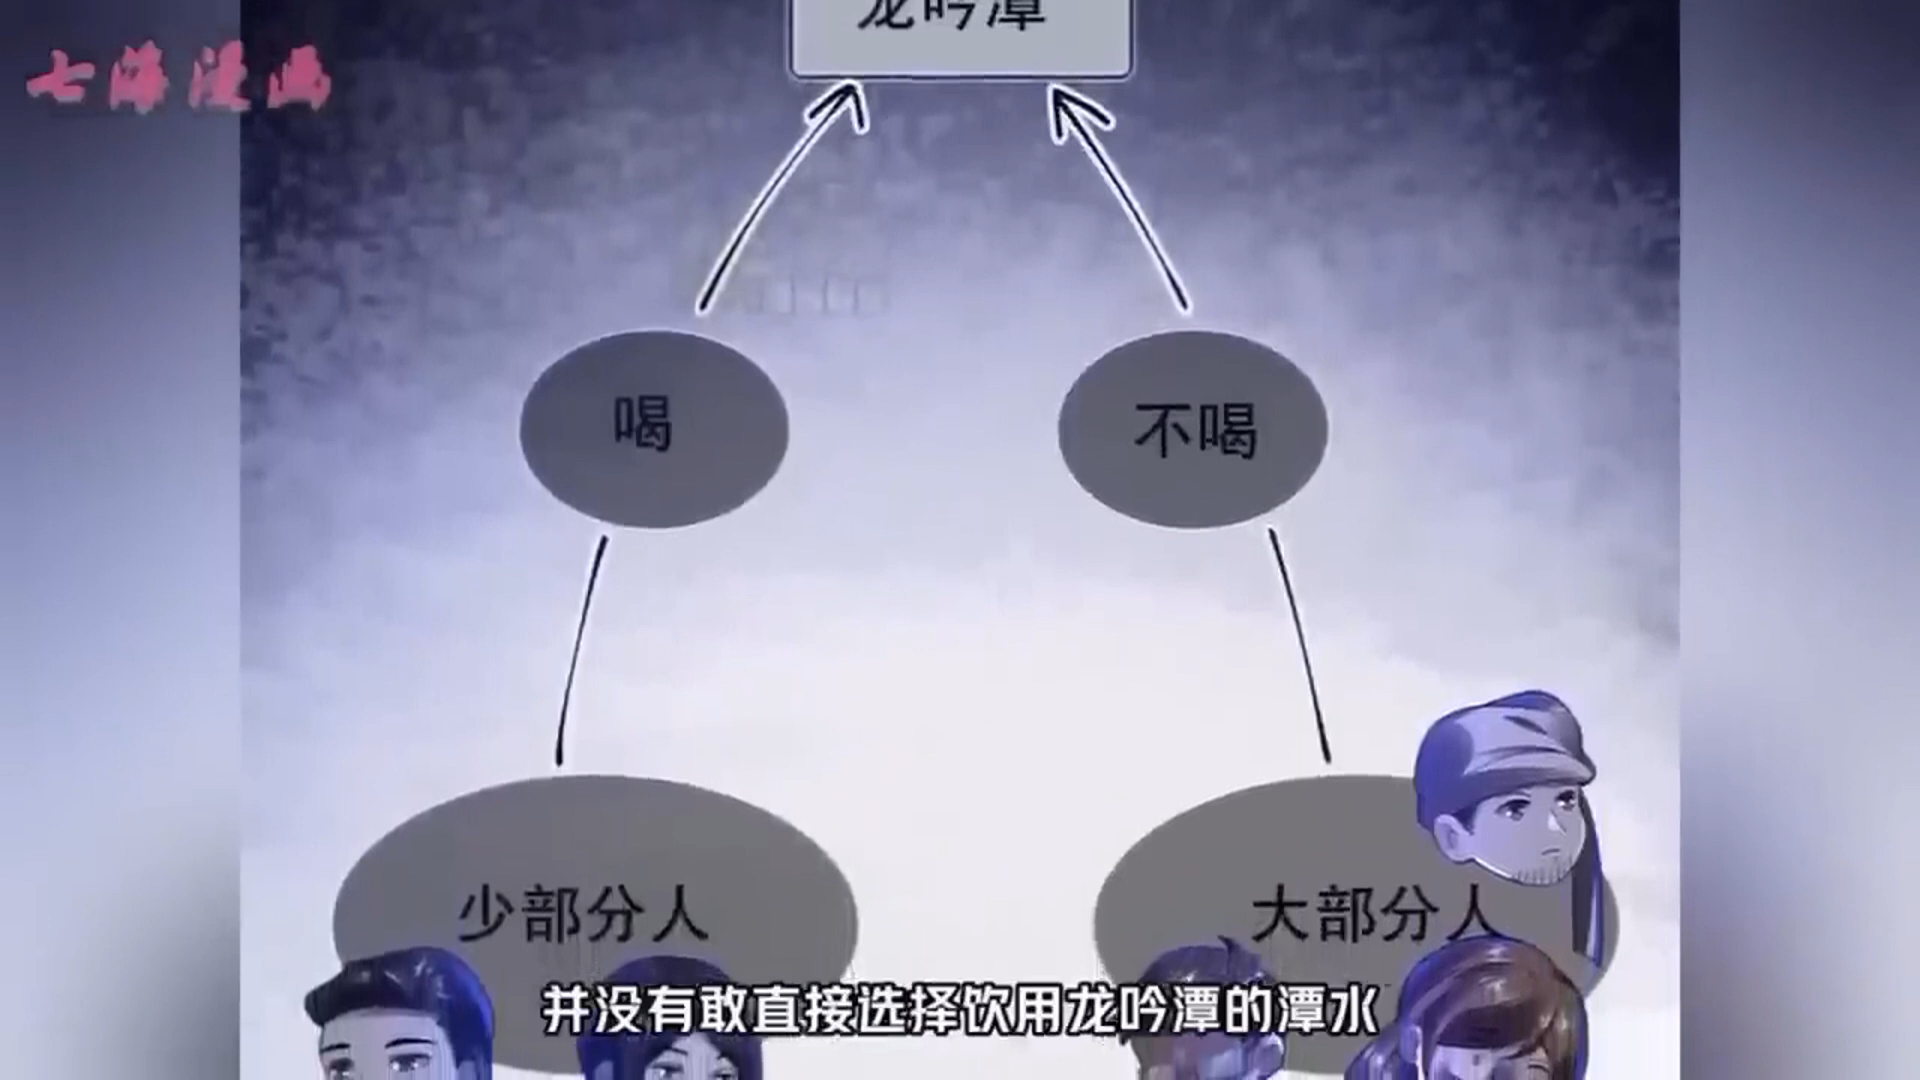 龙吟潭
七海漫画
喝
不喝
少部分人
大部分人
并没有敢直接选择饮用龙吟潭的潭水